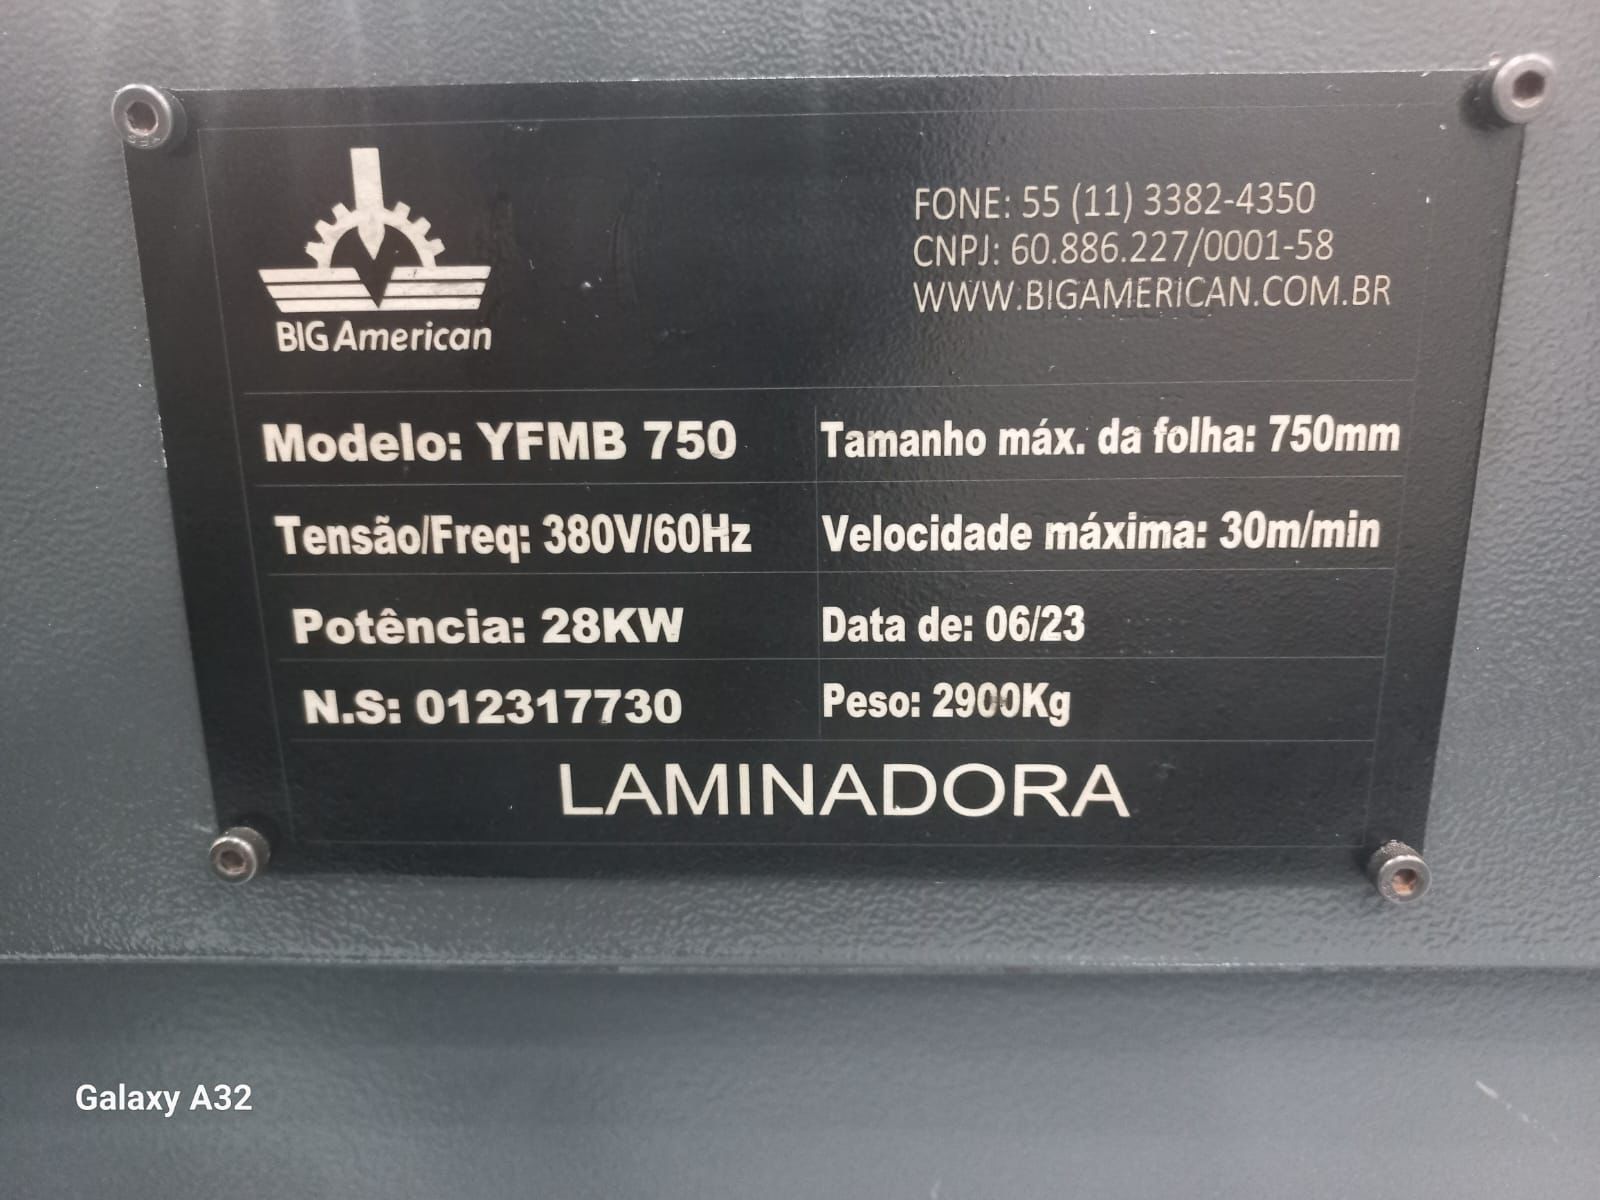 FONE: 55 (11) 3382-4350
CNPJ: 60.886.227/0001-58
WWW.BIGAMERICAN.COM.BR
BIG American
Modelo: YFMB 750
Tamanho máx. da folha: 750mm
Tensão/Freq: 380V/60Hz
Velocidade máxima: 30m/min
Potência: 28KW
Data de: 06/23
N.S: 012317730
Peso: 2900Kg
LAMINADORA
Galaxy A32